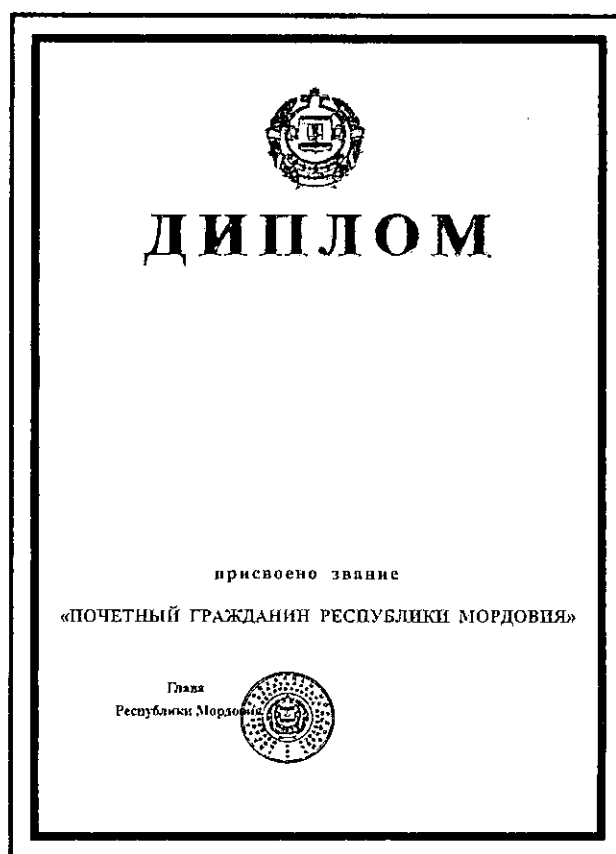 ДИПЛОМ
присвоено звание
«ПОЧЕТНЫЙ ГРАЖДАНИН РЕСПУБЛИКИ МОРДОВИЯ»
Глава
Республики Мордовия